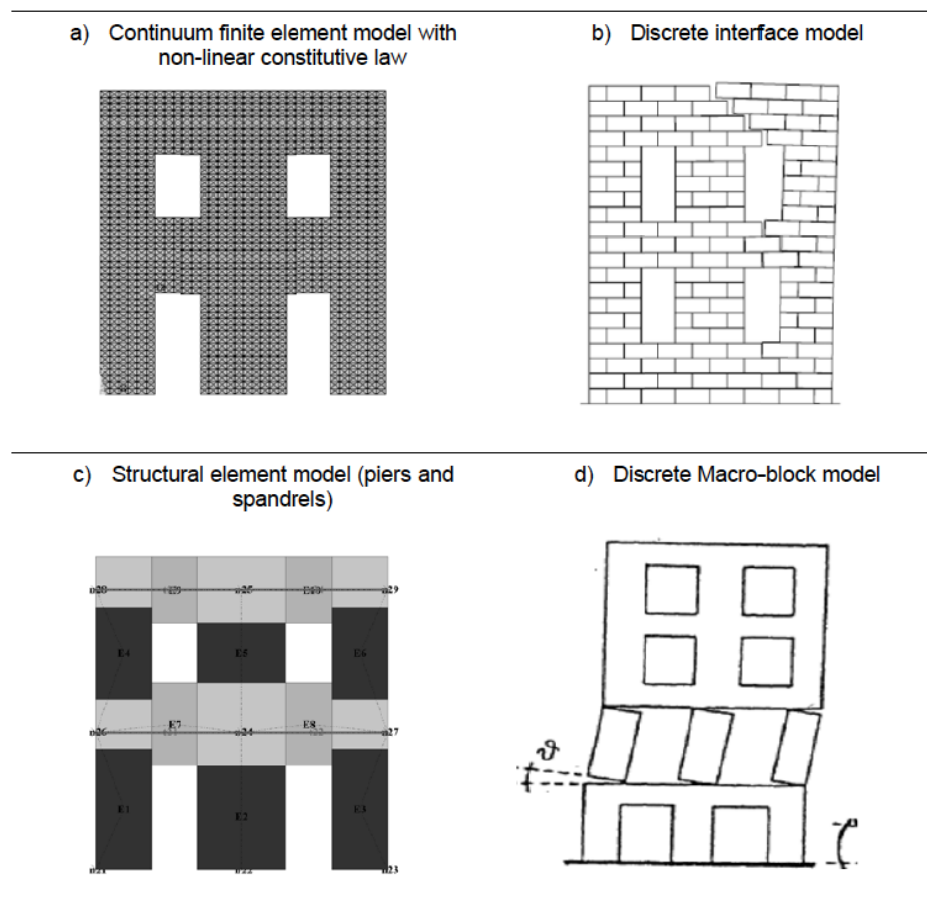 a) Continuum finite element model with
non-linear constitutive law
b) Discrete interface model
c) Structural element model (piers and
spandrels)
d) Discrete Macro-block model
n28
n25
n29
E4
E5
E6
n26
E7
n24
E8
n27
E1
E2
E3
n21
n22
n23
ϑ